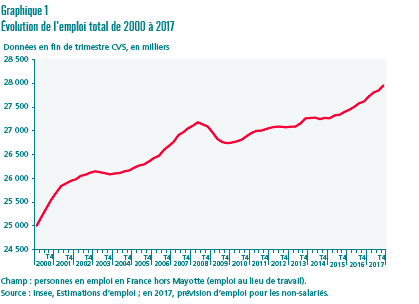 Graphique 1
Évolution de l'emploi total de 2000 à 2017
Données en fin de trimestre CVS, en milliers
28 500
28 000
27 500
27 000
26 500
26 000
25 500
25 000
24 500
T4 T4 T4 T4 T4 T4 T4 T4 T4 T4 T4 T4 T4 T4 T4 T4 T4 T4
2000 2001 2002 2003 2004 2005 2006 2007 2008 2009 2010 2011 2012 2013 2014 2015 2016 2017
Champ : personnes en emploi en France hors Mayotte (emploi au lieu de travail).
Source : Insee, Estimations d'emploi ; en 2017, prévision d'emploi pour les non-salariés.